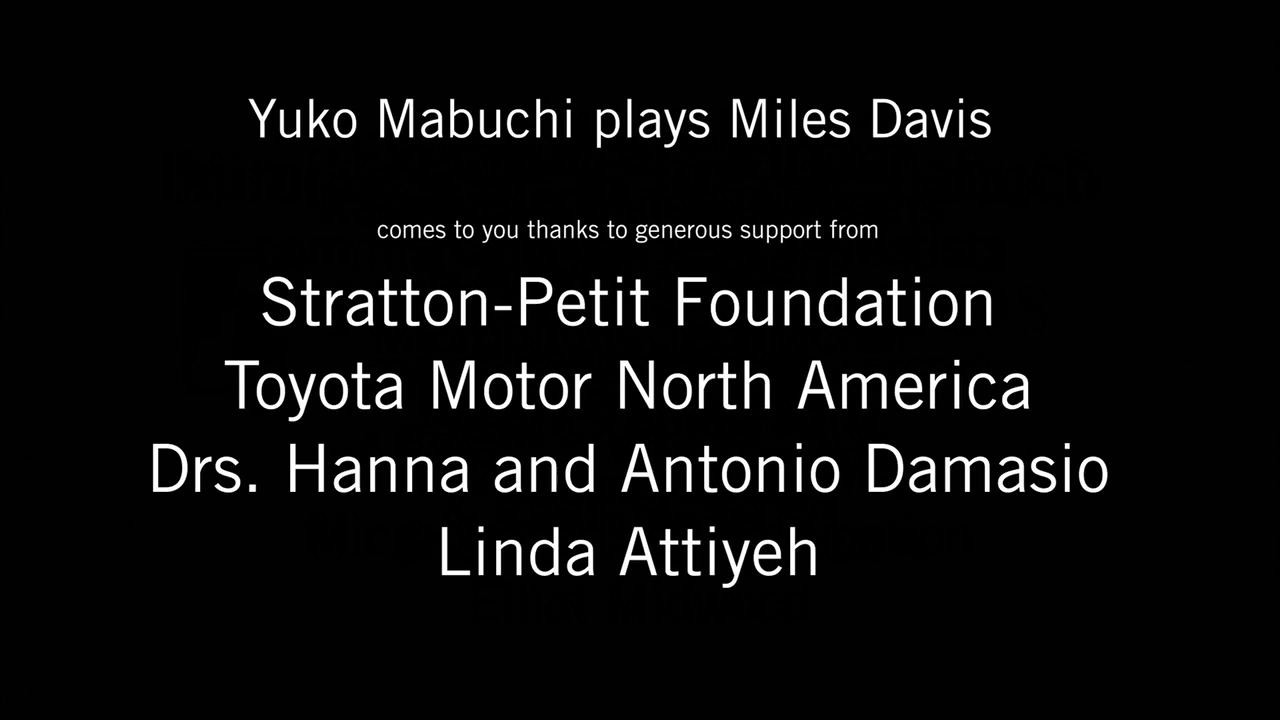 Yuko Mabuchi plays Miles Davis
comes to you thanks to generous support from
Stratton-Petit Foundation
Toyota Motor North America
Drs. Hanna and Antonio Damasio
Linda Attiyeh